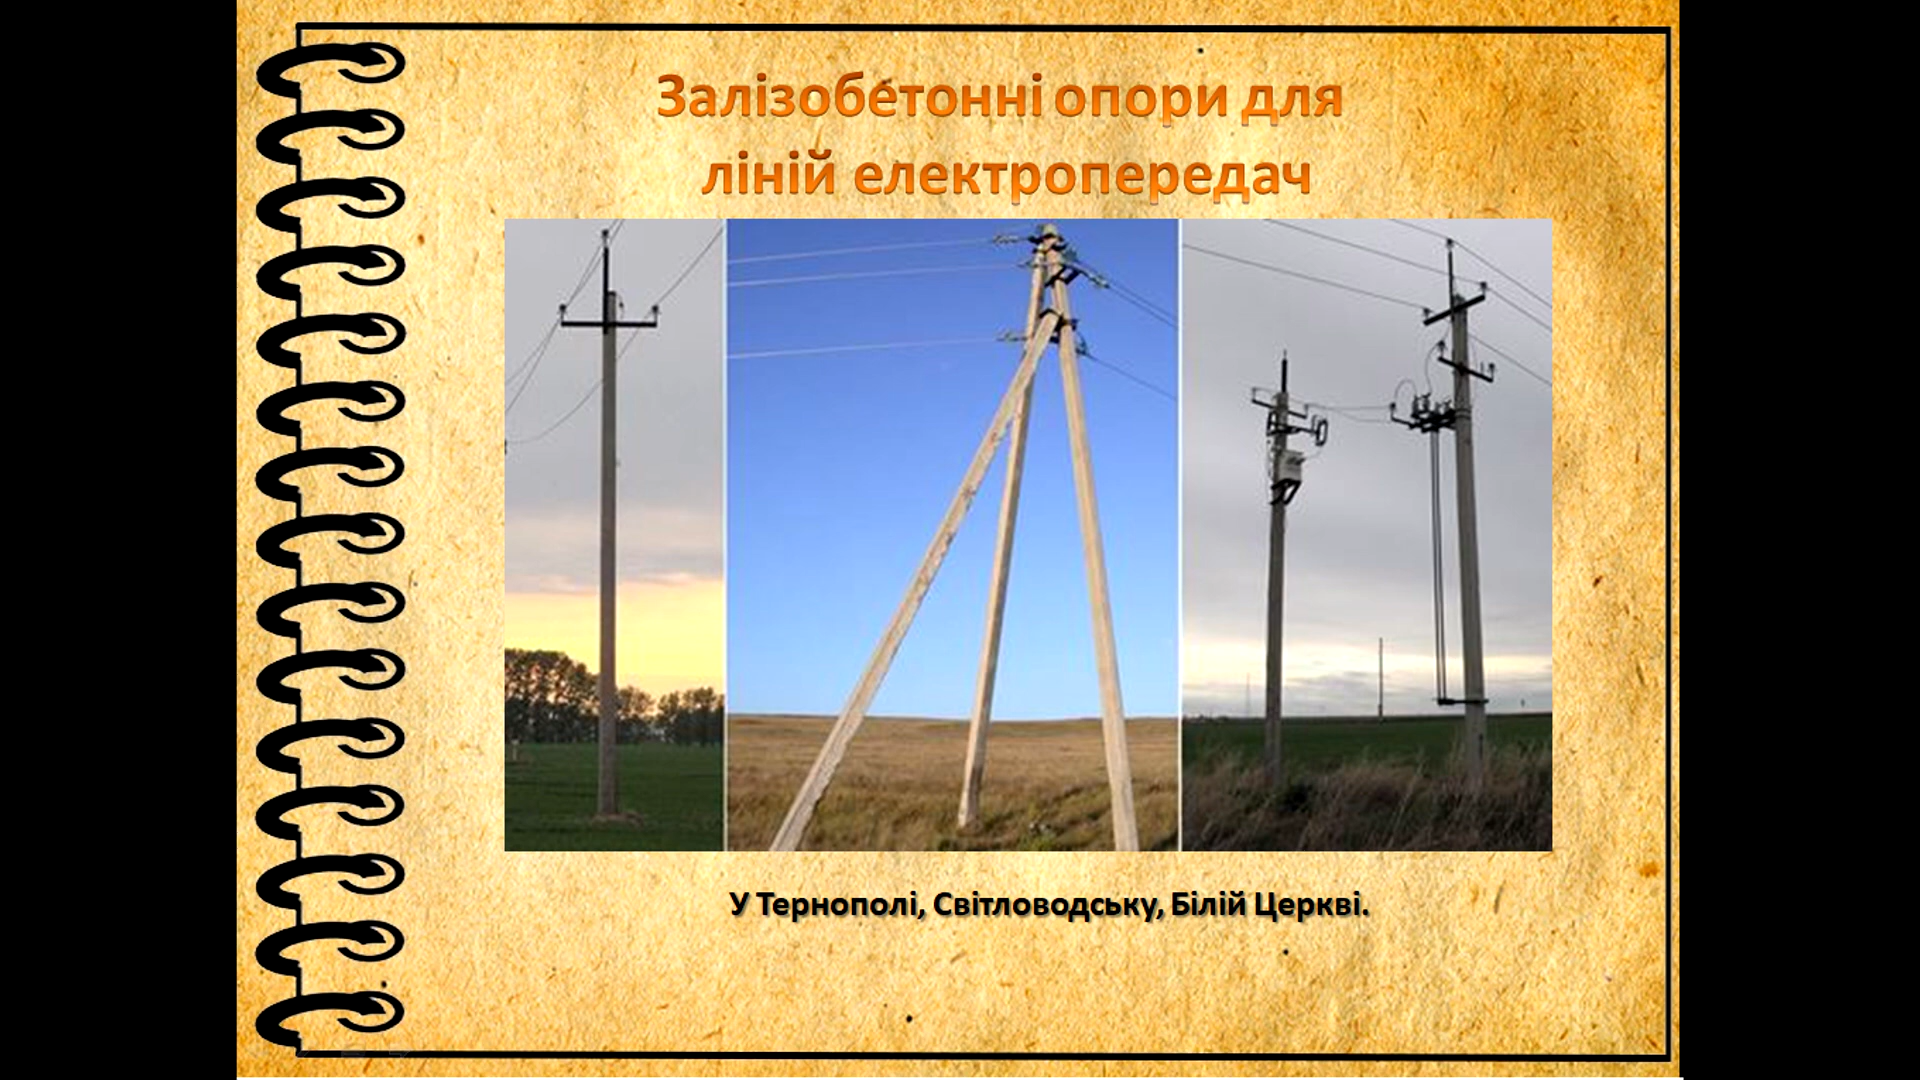 Залізобетонні опори для
ліній електропередач
У Тернополі, Світловодську, Білій Церкві.